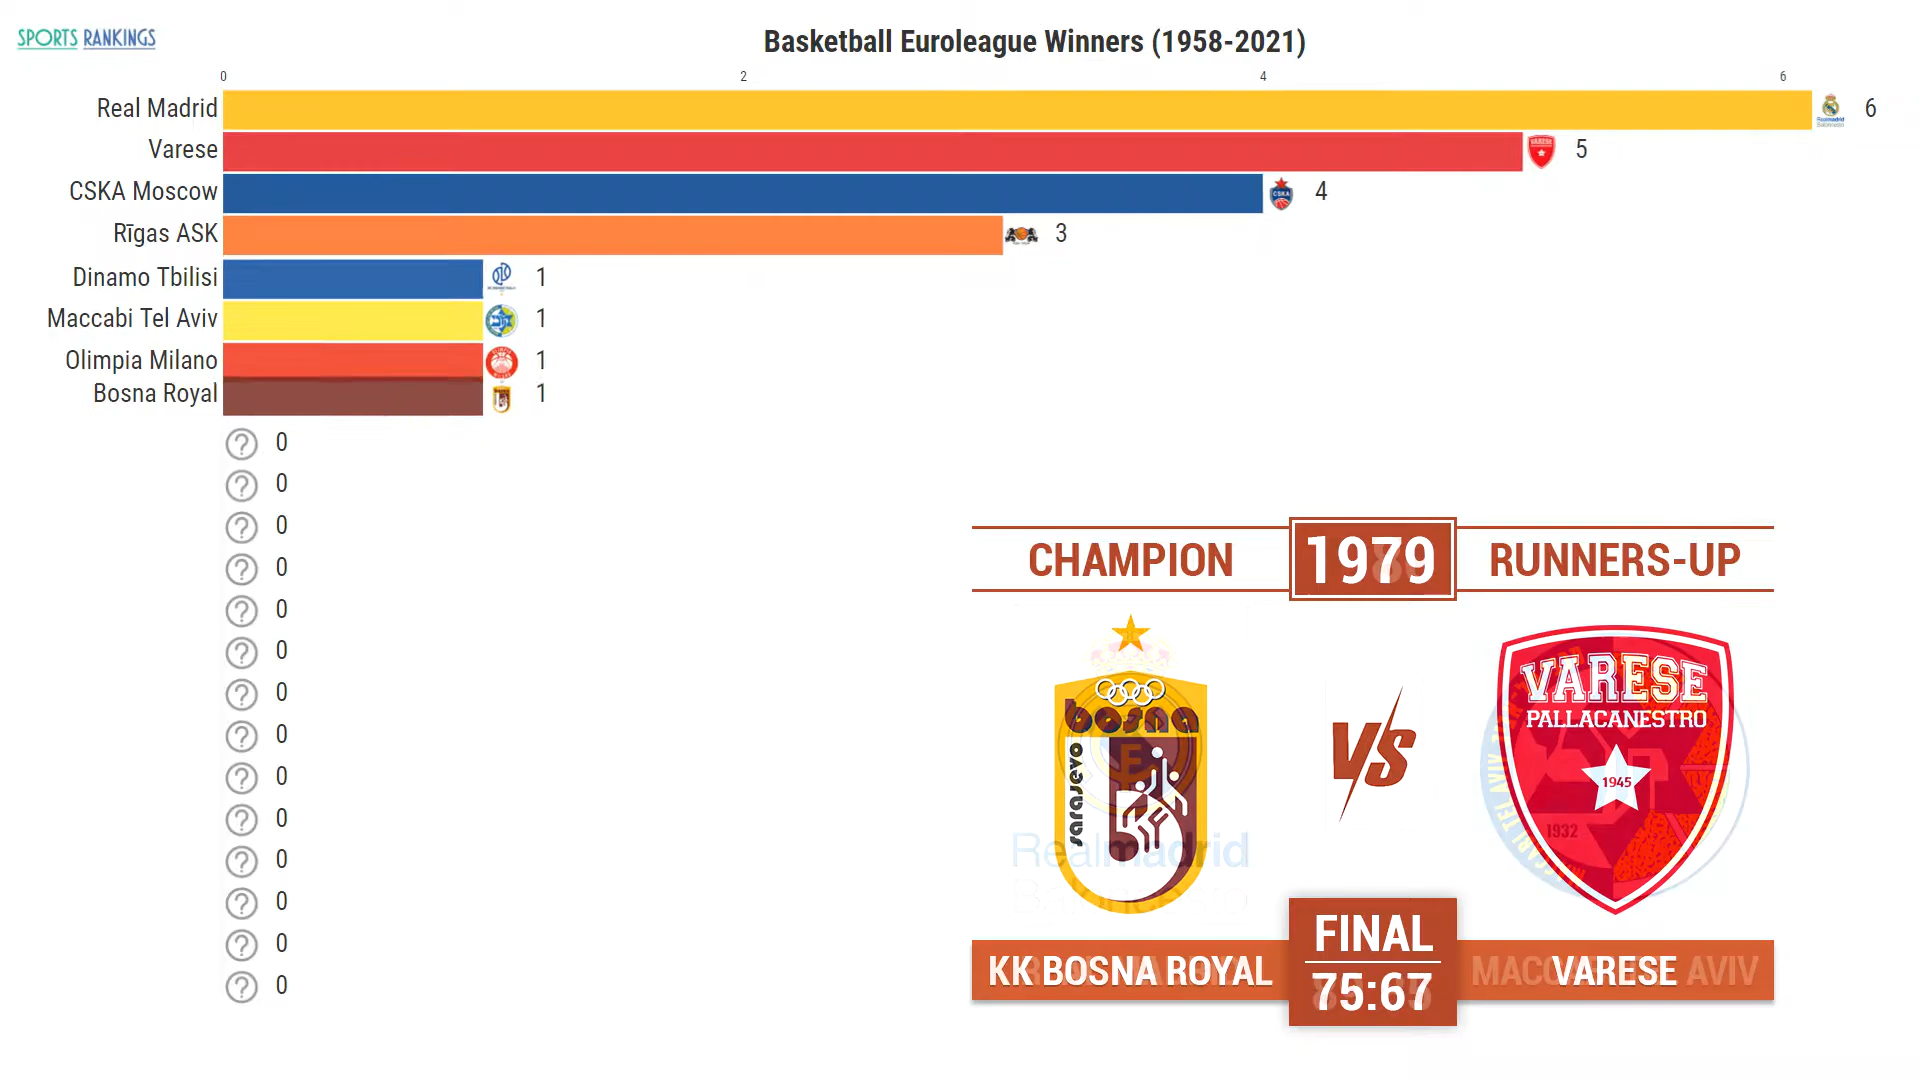 SPORTS RANKINGS
Basketball Euroleague Winners (1958-2021)
0 2 4 6
Real Madrid 6
Varese 5
CSKA Moscow 4
Rīgas ASK 3
Dinamo Tbilisi 1
Maccabi Tel Aviv 1
Olimpia Milano 1
Bosna Royal 1
? 0
? 0
? 0
? 0
? 0
? 0
? 0
? 0
? 0
? 0
? 0
? 0
? 0
? 0
CHAMPION 1979 RUNNERS-UP
bosna
sarajevo
Realmadrid
Baloncesto
VS
VARESE
PALLACANESTRO
1945
1932
FINAL
75:67
KK BOSNA ROYAL
VARESE